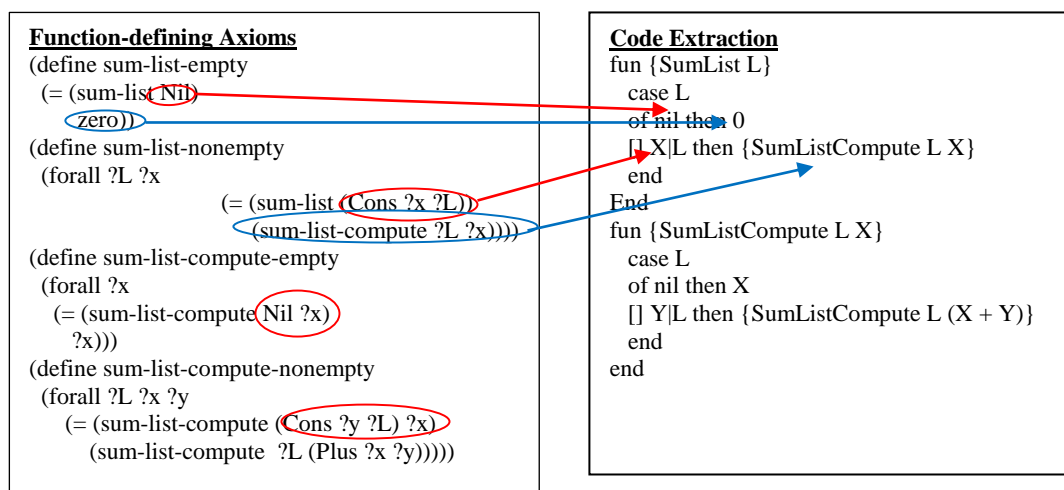 Function-defining Axioms
(define sum-list-empty
(= (sum-list Nil)
zero))
(define sum-list-nonempty
(forall ?L ?x
(= (sum-list (Cons ?x ?L))
(sum-list-compute ?L ?x))))
(define sum-list-compute-empty
(forall ?x
(= (sum-list-compute Nil ?x)
?x)))
(define sum-list-compute-nonempty
(forall ?L ?x ?y
(= (sum-list-compute (Cons ?y ?L) ?x)
(sum-list-compute ?L (Plus ?x ?y)))))
Code Extraction
fun {SumList L}
case L
of nil then 0
[] X|L then {SumListCompute L X}
end
End
fun {SumListCompute L X}
case L
of nil then X
[] Y|L then {SumListCompute L (X + Y)}
end
end